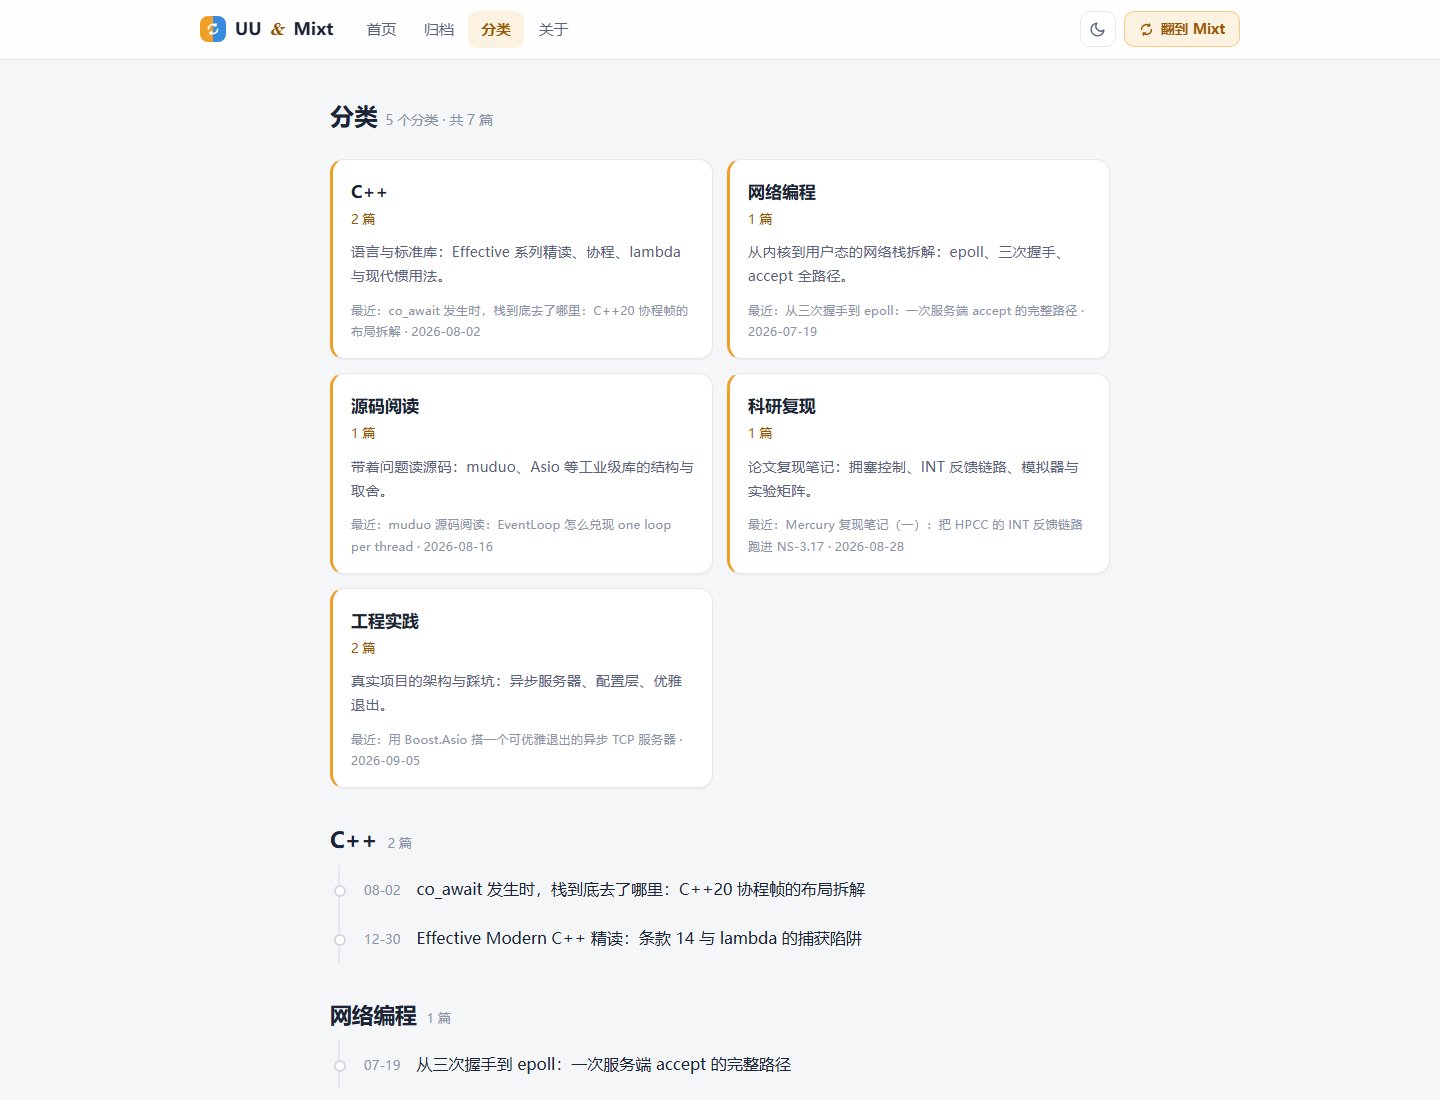 UU & Mixt 首页 归档 分类 关于 翻到 Mixt
分类 5 个分类 · 共 7 篇
C++
2 篇
语言与标准库：Effective 系列精读、协程、lambda
与现代惯用法。
最近：co_await 发生时，栈到底去了哪里：C++20 协程帧的
布局拆解 · 2026-08-02
网络编程
1 篇
从内核到用户态的网络栈拆解：epoll、三次握手、
accept 全路径。
最近：从三次握手到 epoll：一次服务端 accept 的完整路径 ·
2026-07-19
源码阅读
1 篇
带着问题读源码：muduo、Asio 等工业级库的结构与
取舍。
最近：muduo 源码阅读：EventLoop 怎么兑现 one loop
per thread · 2026-08-16
科研复现
1 篇
论文复现笔记：拥塞控制、INT 反馈链路、模拟器与
实验矩阵。
最近：Mercury 复现笔记（一）：把 HPCC 的 INT 反馈链路
跑进 NS-3.17 · 2026-08-28
工程实践
2 篇
真实项目的架构与踩坑：异步服务器、配置层、优雅
退出。
最近：用 Boost.Asio 搭一个可优雅退出的异步 TCP 服务器 ·
2026-09-05
C++ 2 篇
08-02 co_await 发生时，栈到底去了哪里：C++20 协程帧的布局拆解
12-30 Effective Modern C++ 精读：条款 14 与 lambda 的捕获陷阱
网络编程 1 篇
07-19 从三次握手到 epoll：一次服务端 accept 的完整路径